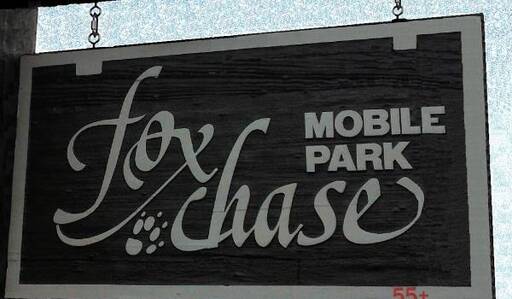 fox chase
MOBILE
PARK
55+